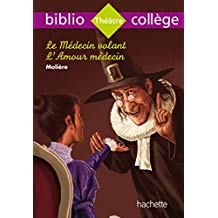 biblio Théâtre collège
Le Médecin volant
L'Amour médecin
Molière
hachette